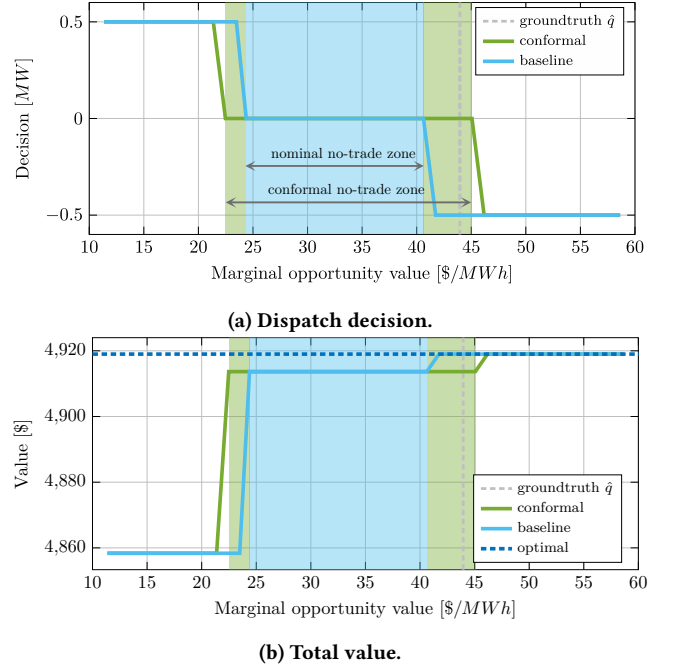 0.5
0
−0.5
Decision [MW]
groundtruth q̂
conformal
baseline
nominal no-trade zone
conformal no-trade zone
10 15 20 25 30 35 40 45 50 55 60
Marginal opportunity value [$/MWh]
(a) Dispatch decision.
4,920
4,900
4,880
4,860
Value [$]
groundtruth q̂
conformal
baseline
optimal
10 15 20 25 30 35 40 45 50 55 60
Marginal opportunity value [$/MWh]
(b) Total value.